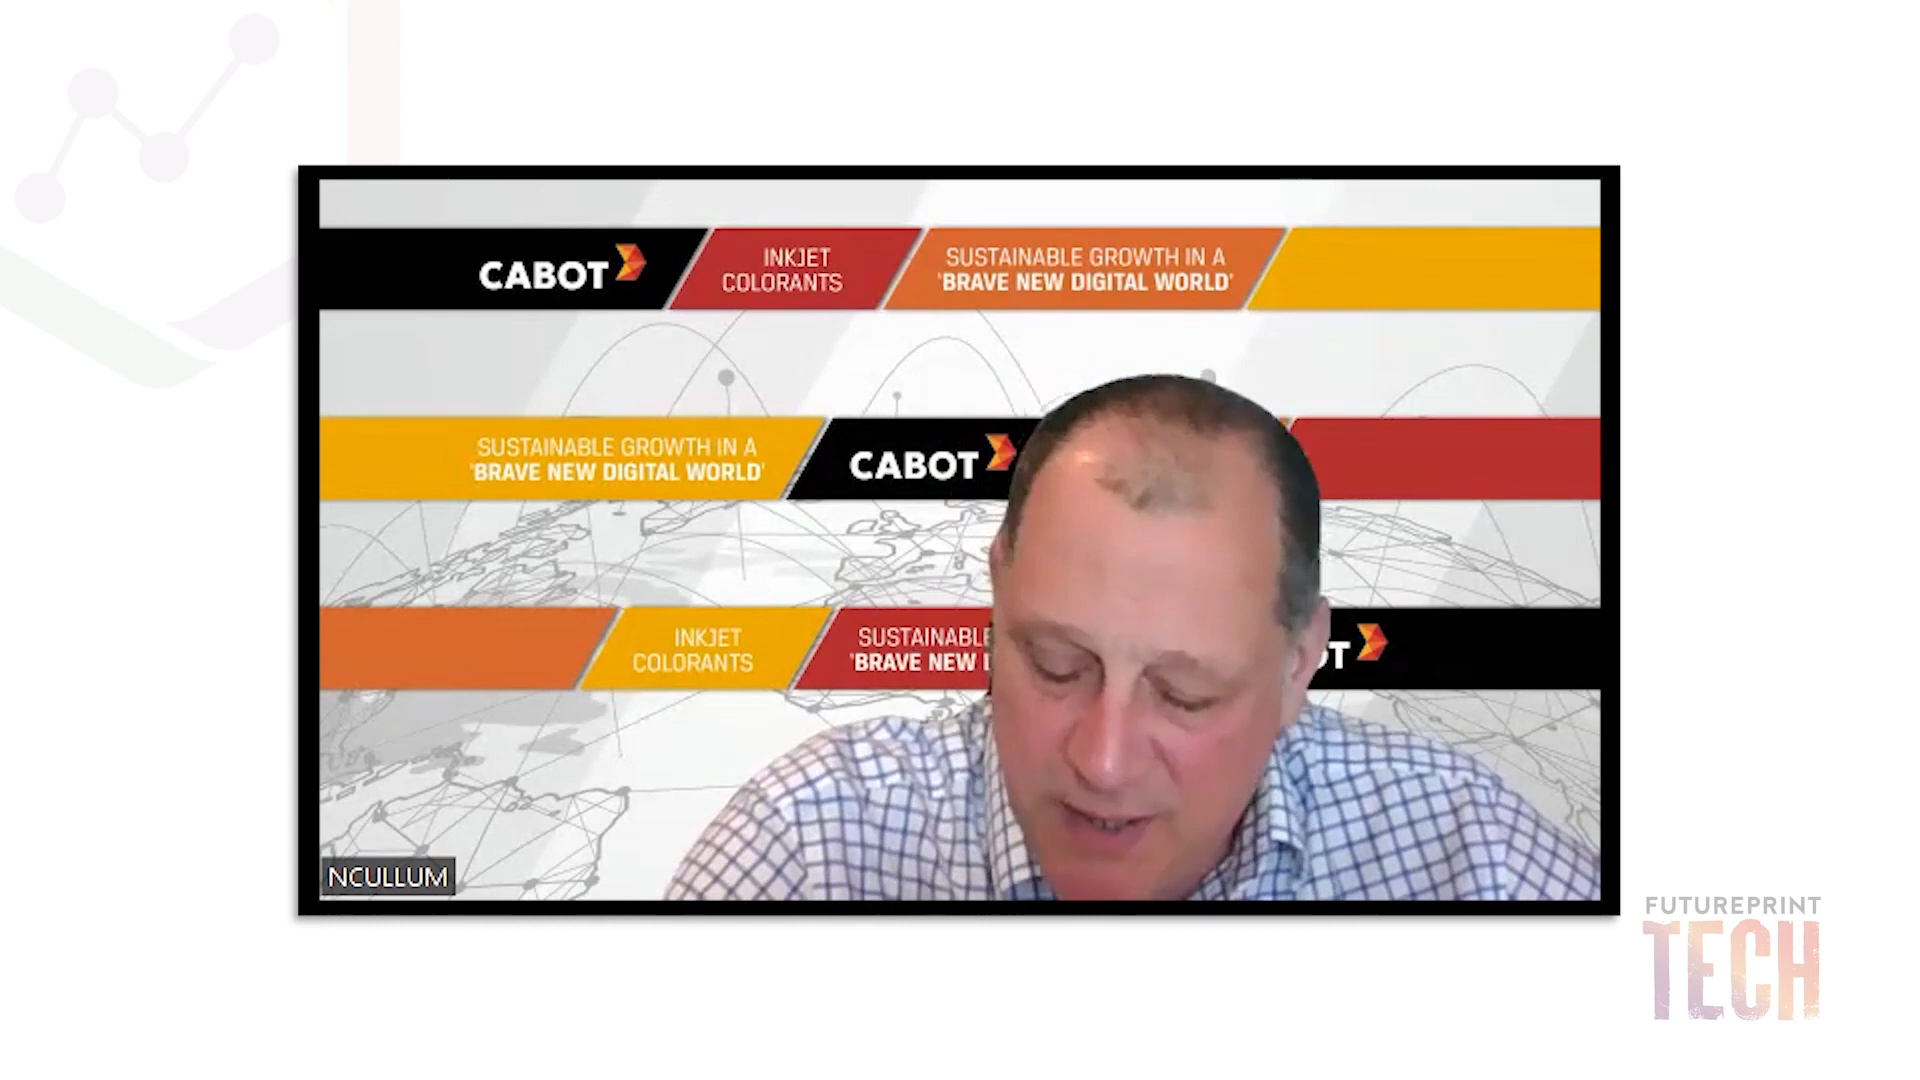 CABOT
INKJET
COLORANTS
SUSTAINABLE GROWTH IN A
'BRAVE NEW DIGITAL WORLD'
SUSTAINABLE GROWTH IN A
'BRAVE NEW DIGITAL WORLD'
CABOT
INKJET
COLORANTS
SUSTAINABLE
'BRAVE NEW
OT
NCULLUM
FUTUREPRINT
TECH